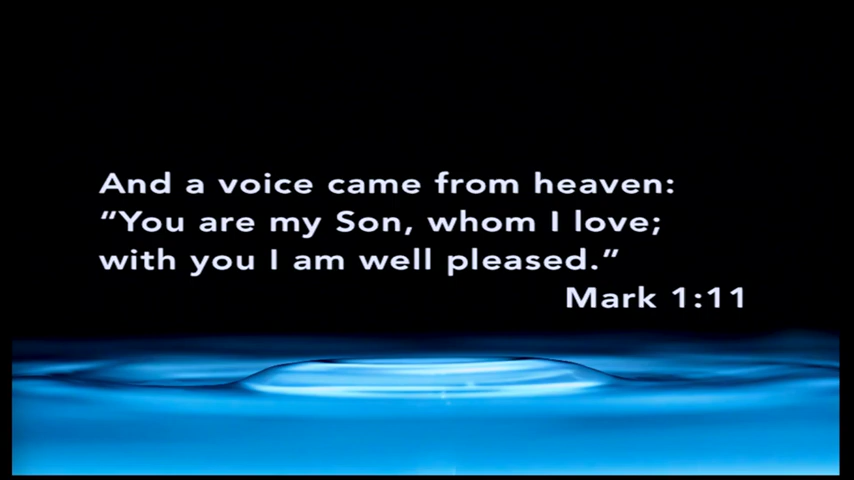 And a voice came from heaven:
“You are my Son, whom I love;
with you I am well pleased.”
Mark 1:11